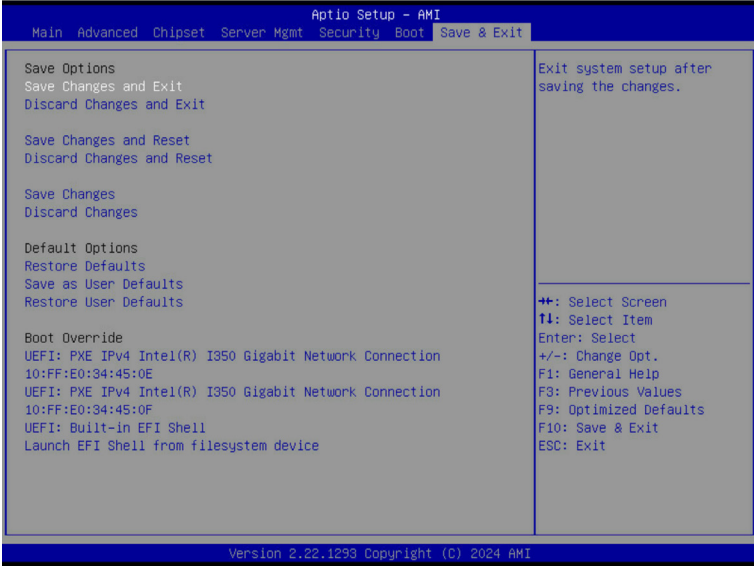 Aptio Setup – AMI
Main Advanced Chipset Server Mgmt Security Boot Save & Exit
Save Options
Save Changes and Exit
Discard Changes and Exit
Save Changes and Reset
Discard Changes and Reset
Save Changes
Discard Changes
Default Options
Restore Defaults
Save as User Defaults
Restore User Defaults
Boot Override
UEFI: PXE IPv4 Intel(R) I350 Gigabit Network Connection
10:FF:E0:34:45:0E
UEFI: PXE IPv4 Intel(R) I350 Gigabit Network Connection
10:FF:E0:34:45:0F
UEFI: Built-in EFI Shell
Launch EFI Shell from filesystem device
Exit system setup after
saving the changes.
→←: Select Screen
↑↓: Select Item
Enter: Select
+/-: Change Opt.
F1: General Help
F3: Previous Values
F9: Optimized Defaults
F10: Save & Exit
ESC: Exit
Version 2.22.1293 Copyright (C) 2024 AMI